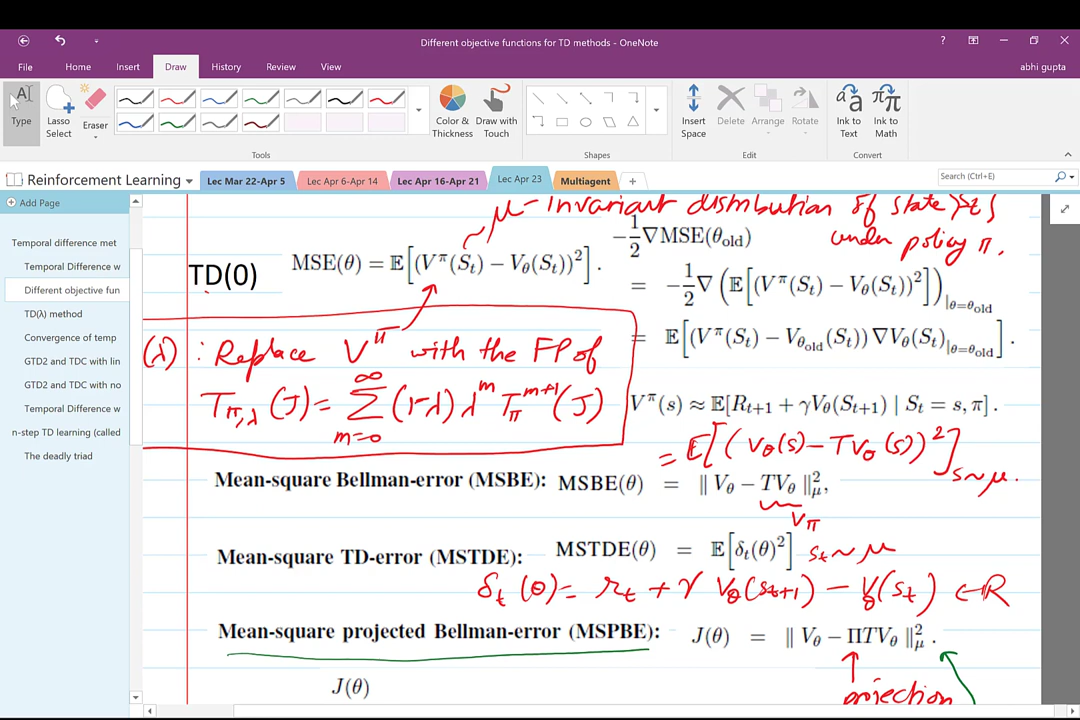 Different objective functions for TD methods - OneNote
?
File Home Insert Draw History Review View
abhi gupta
Type
Lasso Select
Eraser
Color & Thickness
Draw with Touch
Insert Space
Delete
Arrange
Rotate
Ink to Text
Ink to Math
Tools
Shapes
Edit
Convert
Reinforcement Learning
Lec Mar 22-Apr 5
Lec Apr 6-Apr 14
Lec Apr 16-Apr 21
Lec Apr 23
Multiagent
+
Search (Ctrl+E)
Add Page
Temporal difference met
Temporal Difference w
Different objective fun
TD(λ) method
Convergence of temp
GTD2 and TDC with lin
GTD2 and TDC with no
Temporal Difference w
n-step TD learning (called
The deadly triad
μ - Invariant distribution of state
under policy π.
TD(0)
MSE(θ) = 𝔼[(V^π(S_t) − V_θ(S_t))^2].
−1/2 ∇MSE(θ_old)
= −1/2 ∇(𝔼[(V^π(S_t) − V_θ(S_t))^2])_{|θ=θ_old}
= 𝔼[(V^π(S_t) − V_{θ_old}(S_t))∇V_θ(S_t)_{|θ=θ_old}].
(λ) : Replace V^π with the FP of
T_{π,λ}(J) = ∑_{m=0}^{∞} (1-λ) λ^m T_π^{m+1}(J)
V^π(s) ≈ 𝔼[R_{t+1} + γV_θ(S_{t+1}) | S_t = s, π].
= E[(V_θ(s) − TV_θ(s))^2]_{s~μ}.
Mean-square Bellman-error (MSBE): MSBE(θ) = ‖ V_θ − TV_θ ‖_μ^2,
V_π
Mean-square TD-error (MSTDE): MSTDE(θ) = 𝔼[δ_t(θ)^2] s_t ~ μ
δ_t(θ) = r_t + γ V_θ(s_{t+1}) − V_θ(s_t) ∈ R
Mean-square projected Bellman-error (MSPBE): J(θ) = ‖ V_θ − ΠTV_θ ‖_μ^2 .
J(θ)
projection